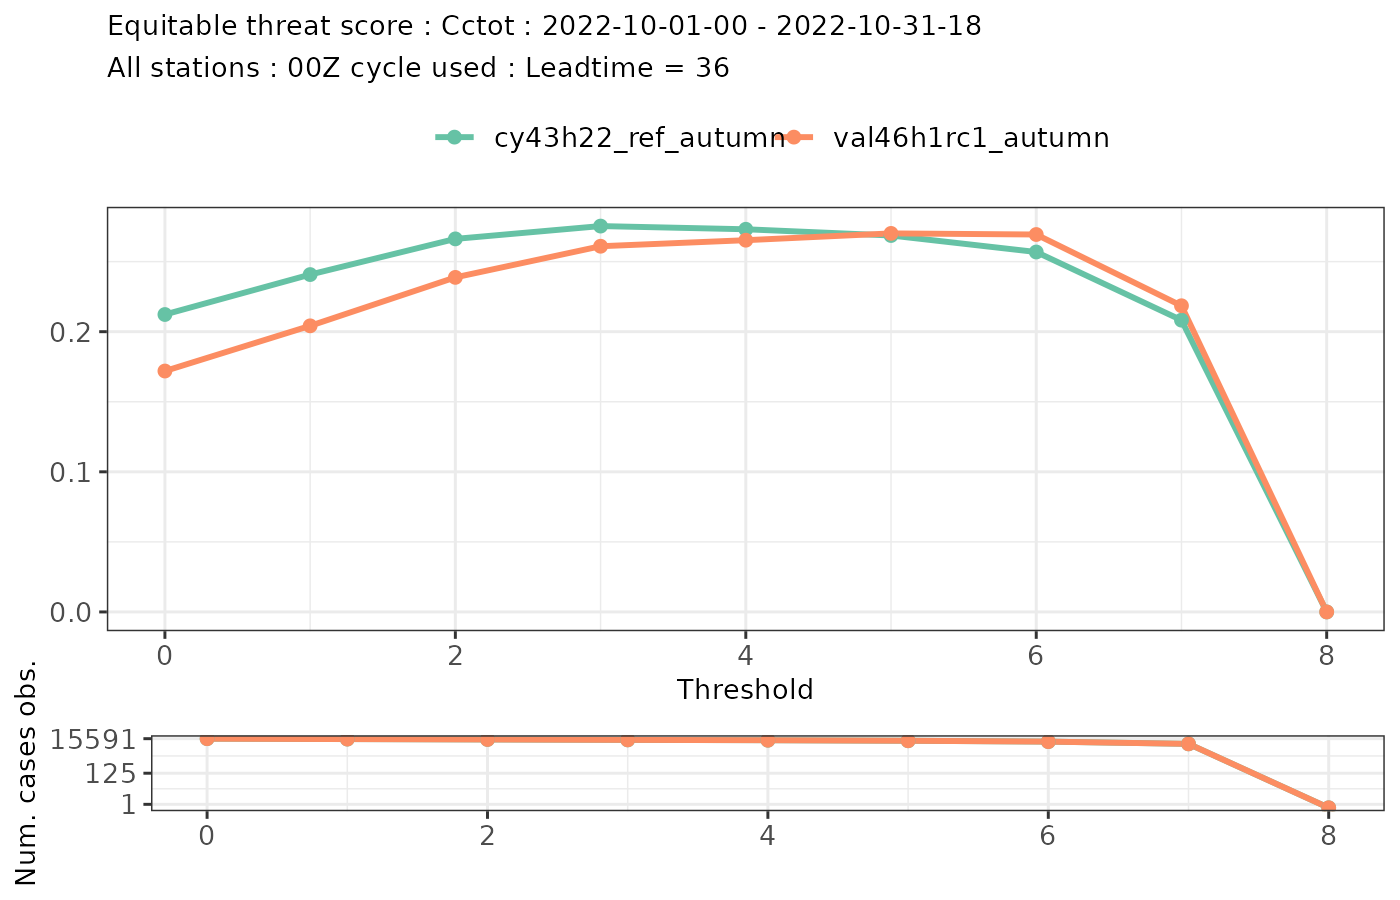 Equitable threat score : Cctot : 2022-10-01-00 - 2022-10-31-18
All stations : 00Z cycle used : Leadtime = 36
cy43h22_ref_autumn val46h1rc1_autumn
0.2
0.1
0.0
0 2 4 6 8
Threshold
Num. cases obs.
15591
125
1
0 2 4 6 8